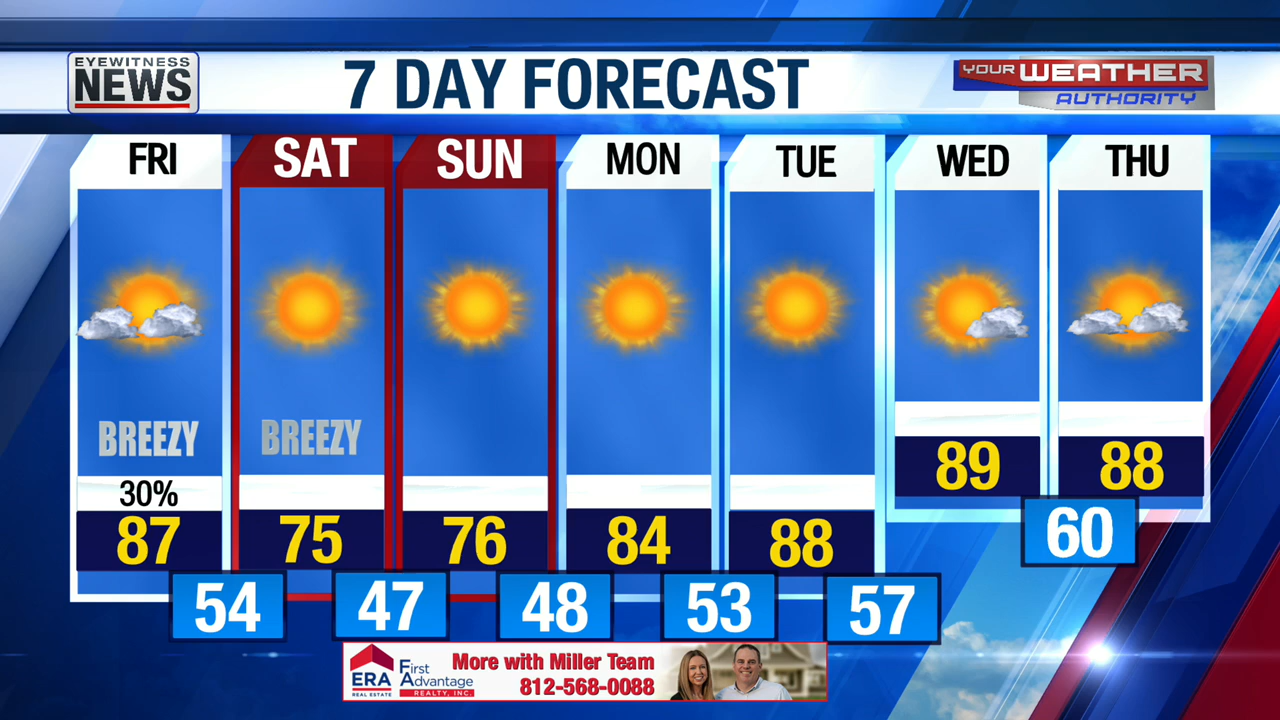 EYEWITNESS
NEWS
7 DAY FORECAST
YOUR WEATHER
AUTHORITY
FRI
SAT
SUN
MON
TUE
WED
THU
BREEZY
BREEZY
30%
87
75
76
84
88
89
88
54
47
48
53
57
60
ERA
REAL ESTATE
First
Advantage
REALTY, INC.
More with Miller Team
812-568-0088